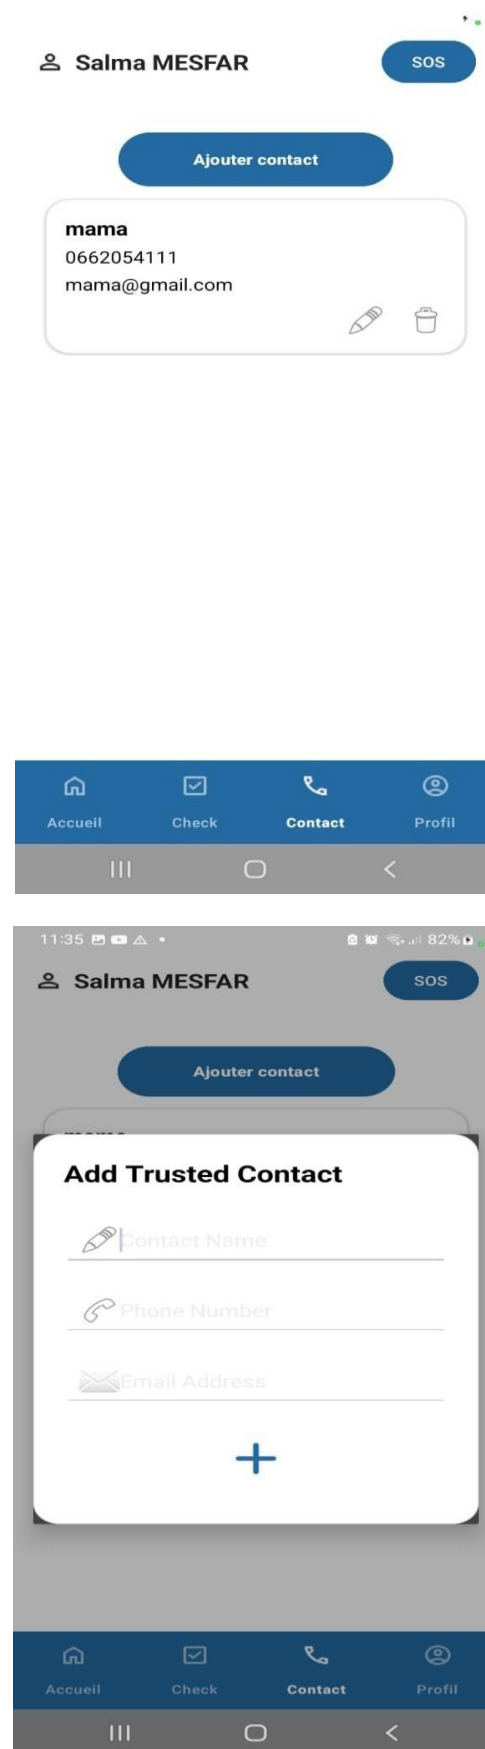 Salma MESFAR
SOS
Ajouter contact
mama
0662054111
mama@gmail.com
Accueil
Check
Contact
Profil
11:35
82%
Salma MESFAR
SOS
Ajouter contact
Add Trusted Contact
Contact Name
Phone Number
Email Address
Accueil
Check
Contact
Profil